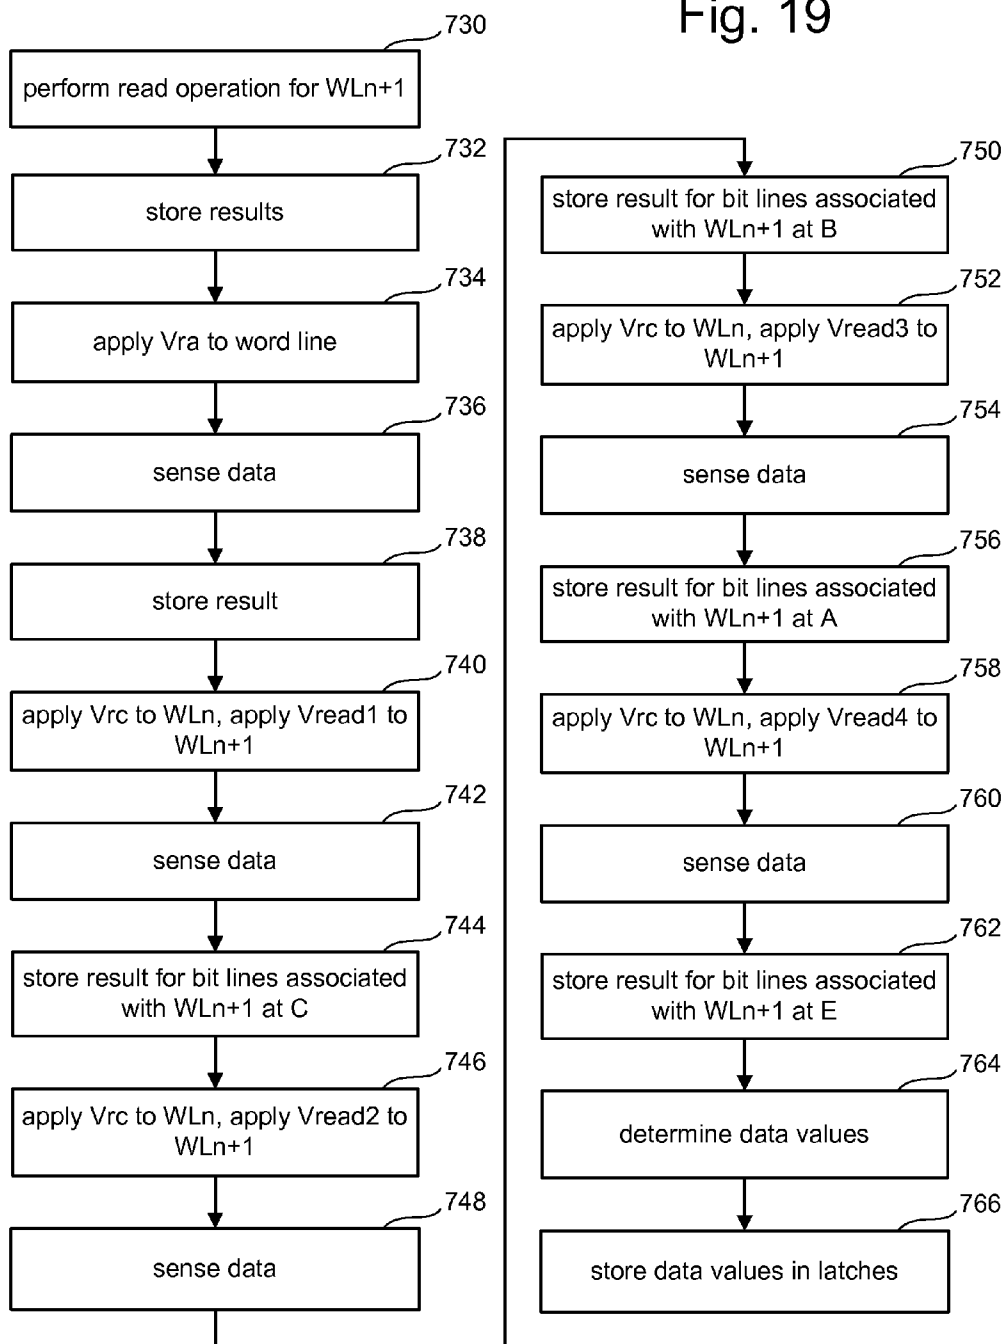 Fig. 19
730
perform read operation for WLn+1
732
store results
734
apply Vra to word line
736
sense data
738
store result
740
apply Vrc to WLn, apply Vread1 to
WLn+1
742
sense data
744
store result for bit lines associated
with WLn+1 at C
746
apply Vrc to WLn, apply Vread2 to
WLn+1
748
sense data
750
store result for bit lines associated
with WLn+1 at B
752
apply Vrc to WLn, apply Vread3 to
WLn+1
754
sense data
756
store result for bit lines associated
with WLn+1 at A
758
apply Vrc to WLn, apply Vread4 to
WLn+1
760
sense data
762
store result for bit lines associated
with WLn+1 at E
764
determine data values
766
store data values in latches